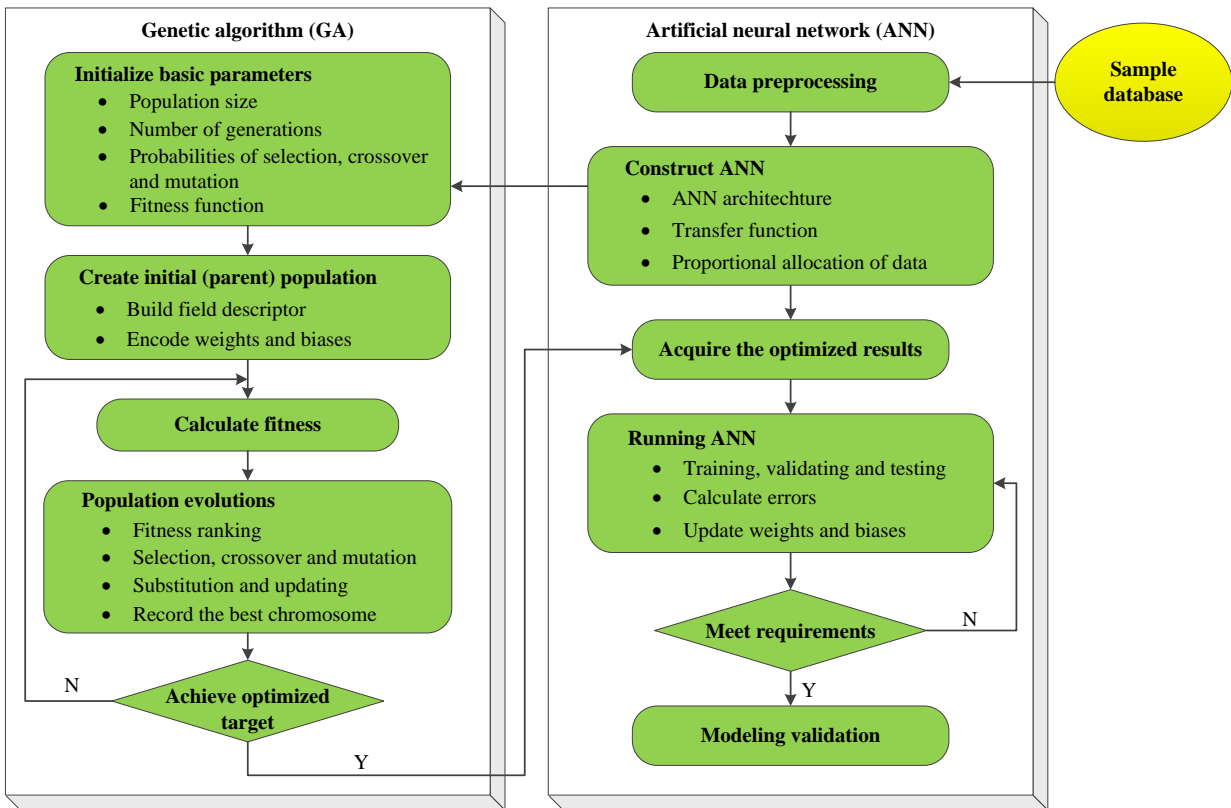 Genetic algorithm (GA)
Initialize basic parameters
• Population size
• Number of generations
• Probabilities of selection, crossover
and mutation
• Fitness function
Create initial (parent) population
• Build field descriptor
• Encode weights and biases
Calculate fitness
Population evolutions
• Fitness ranking
• Selection, crossover and mutation
• Substitution and updating
• Record the best chromosome
N
Achieve optimized
target
Y
Artificial neural network (ANN)
Data preprocessing
Construct ANN
• ANN architechture
• Transfer function
• Proportional allocation of data
Acquire the optimized results
Running ANN
• Training, validating and testing
• Calculate errors
• Update weights and biases
Meet requirements
N
Y
Modeling validation
Sample
database